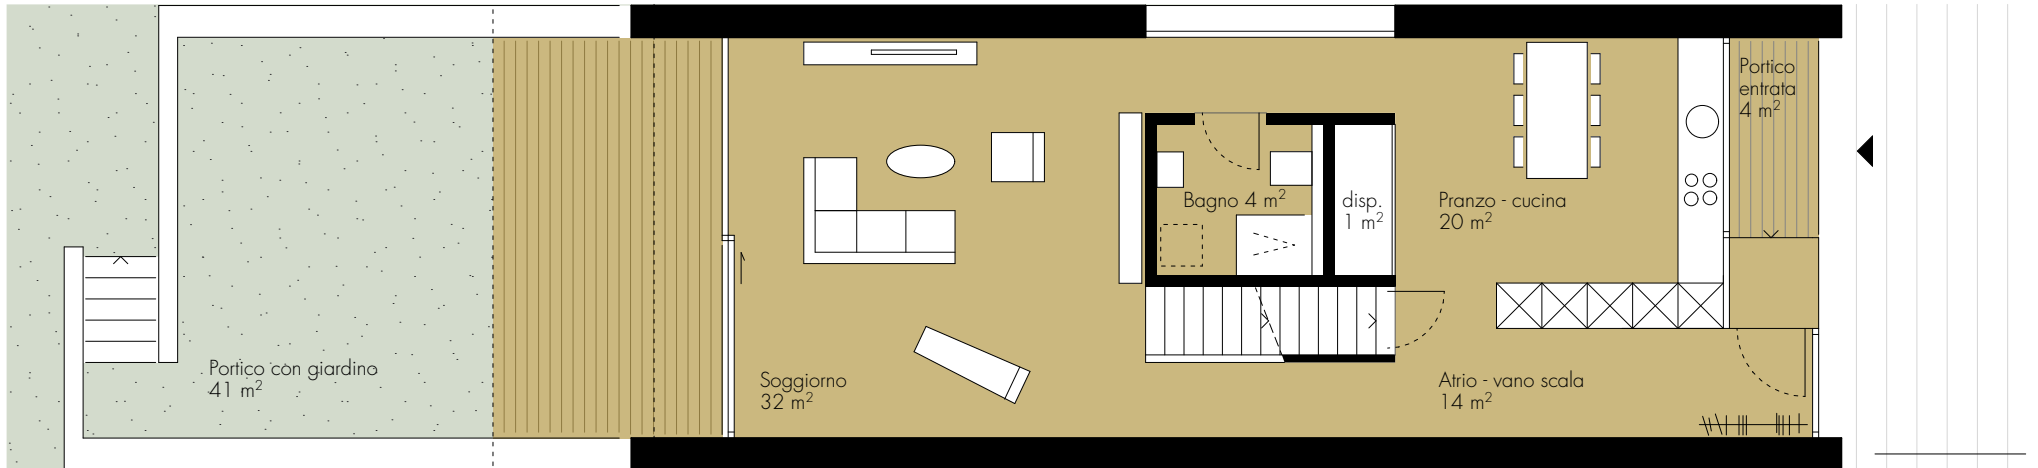 Portico con giardino
41 m²
Soggiorno
32 m²
Bagno 4 m²
disp.
1 m²
Pranzo - cucina
20 m²
Atrio - vano scala
14 m²
Portico
entrata
4 m²